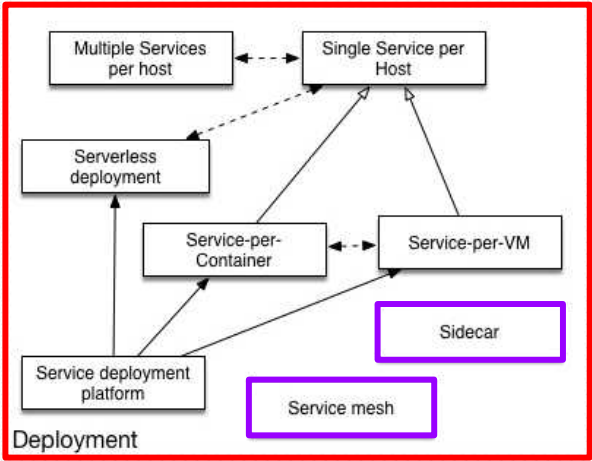 Multiple Services
per host
Single Service per
Host
Serverless
deployment
Service-per-
Container
Service-per-VM
Sidecar
Service deployment
platform
Service mesh
Deployment